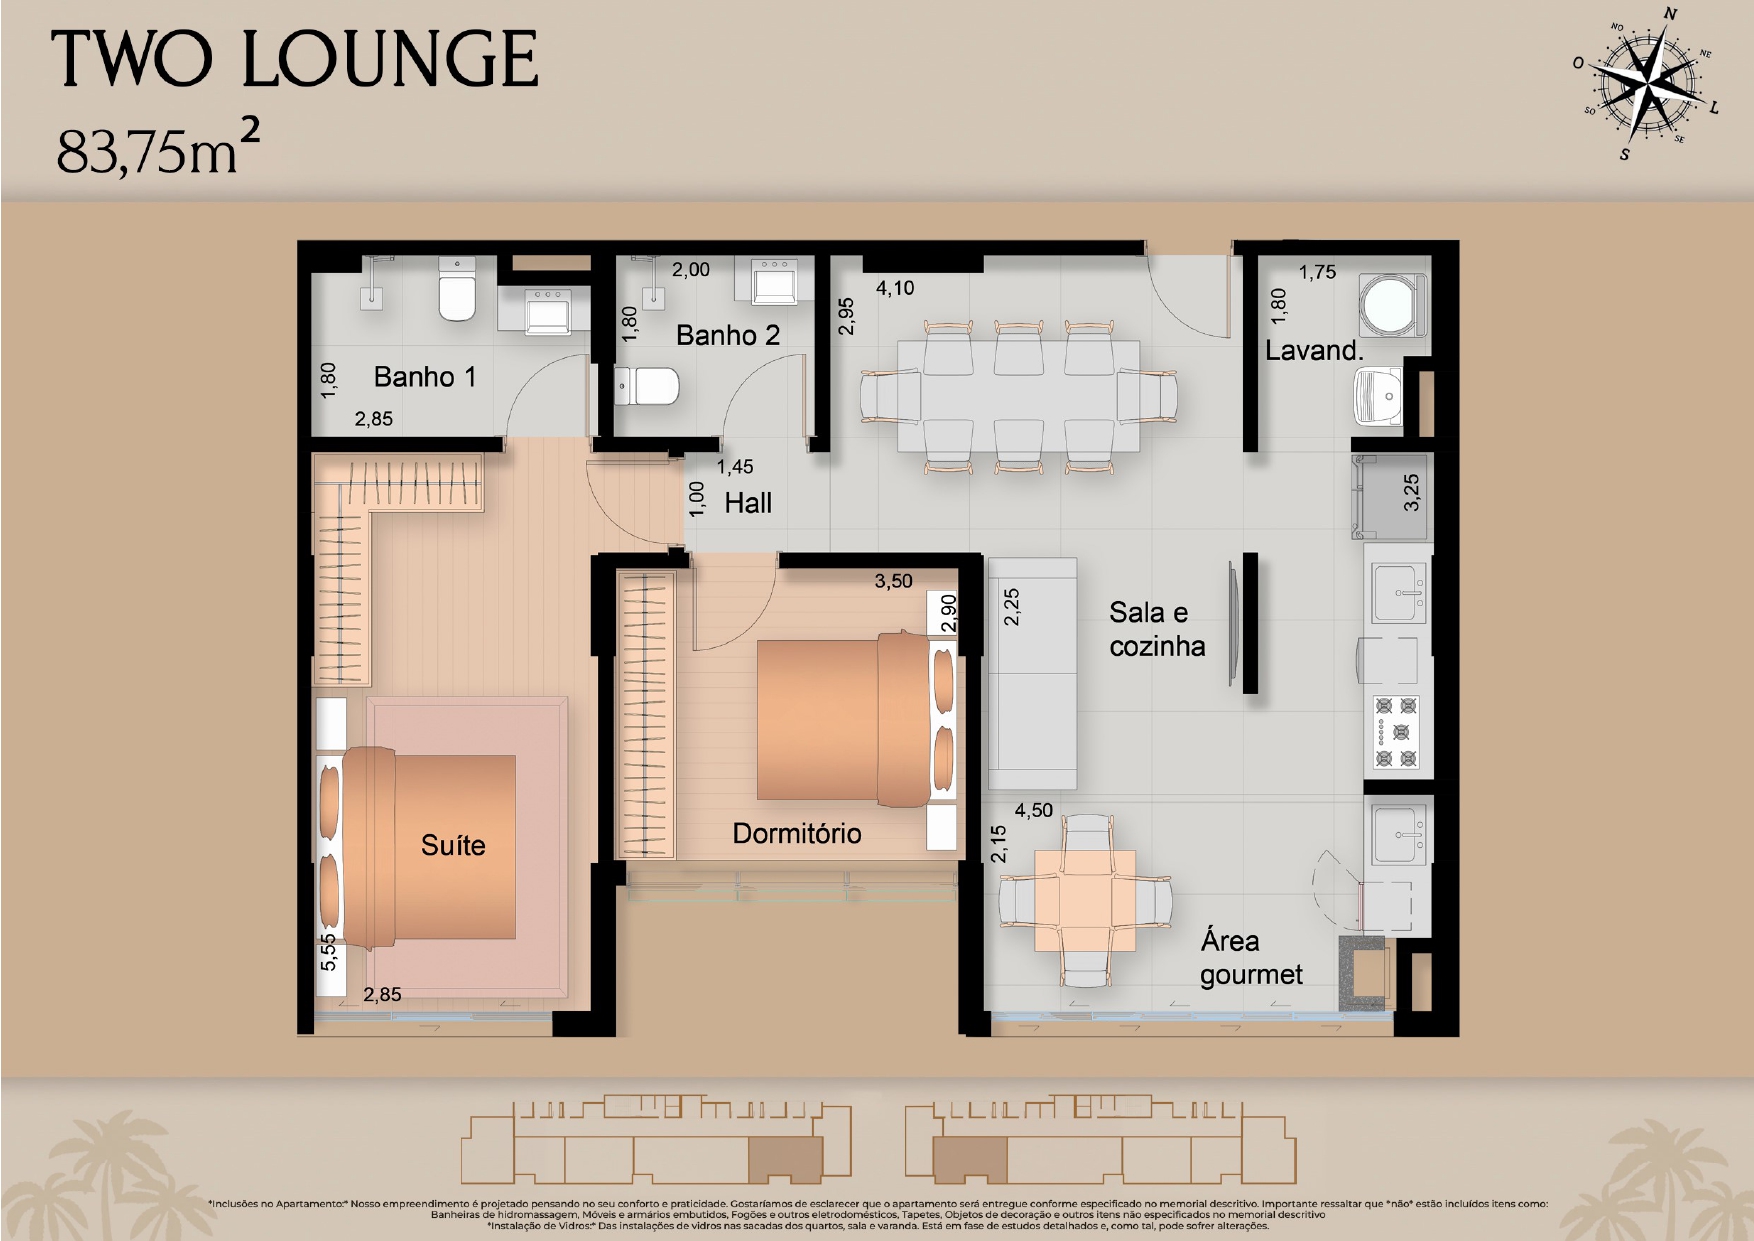 TWO LOUNGE
83,75m²
N
NO
NE
O
L
SO
SE
S
2,00
1,75
4,10
1,80
2,95
1,80
Banho 2
Lavand.
1,80
Banho 1
2,85
1,45
1,00
Hall
3,25
3,50
2,90
2,25
Sala e
cozinha
4,50
2,15
Dormitório
Suíte
Área
gourmet
5,55
2,85
*Inclusões no Apartamento:* Nosso empreendimento é projetado pensando no seu conforto e praticidade. Gostaríamos de esclarecer que o apartamento será entregue conforme especificado no memorial descritivo. Importante ressaltar que *não* estão incluídos itens como:
Banheiras de hidromassagem, Móveis e armários embutidos, Fogões e outros eletrodomésticos, Tapetes, Objetos de decoração e outros itens não especificados no memorial descritivo
*Instalação de Vidros:* Das instalações de vidros nas sacadas dos quartos, sala e varanda. Está em fase de estudos detalhados e, como tal, pode sofrer alterações.